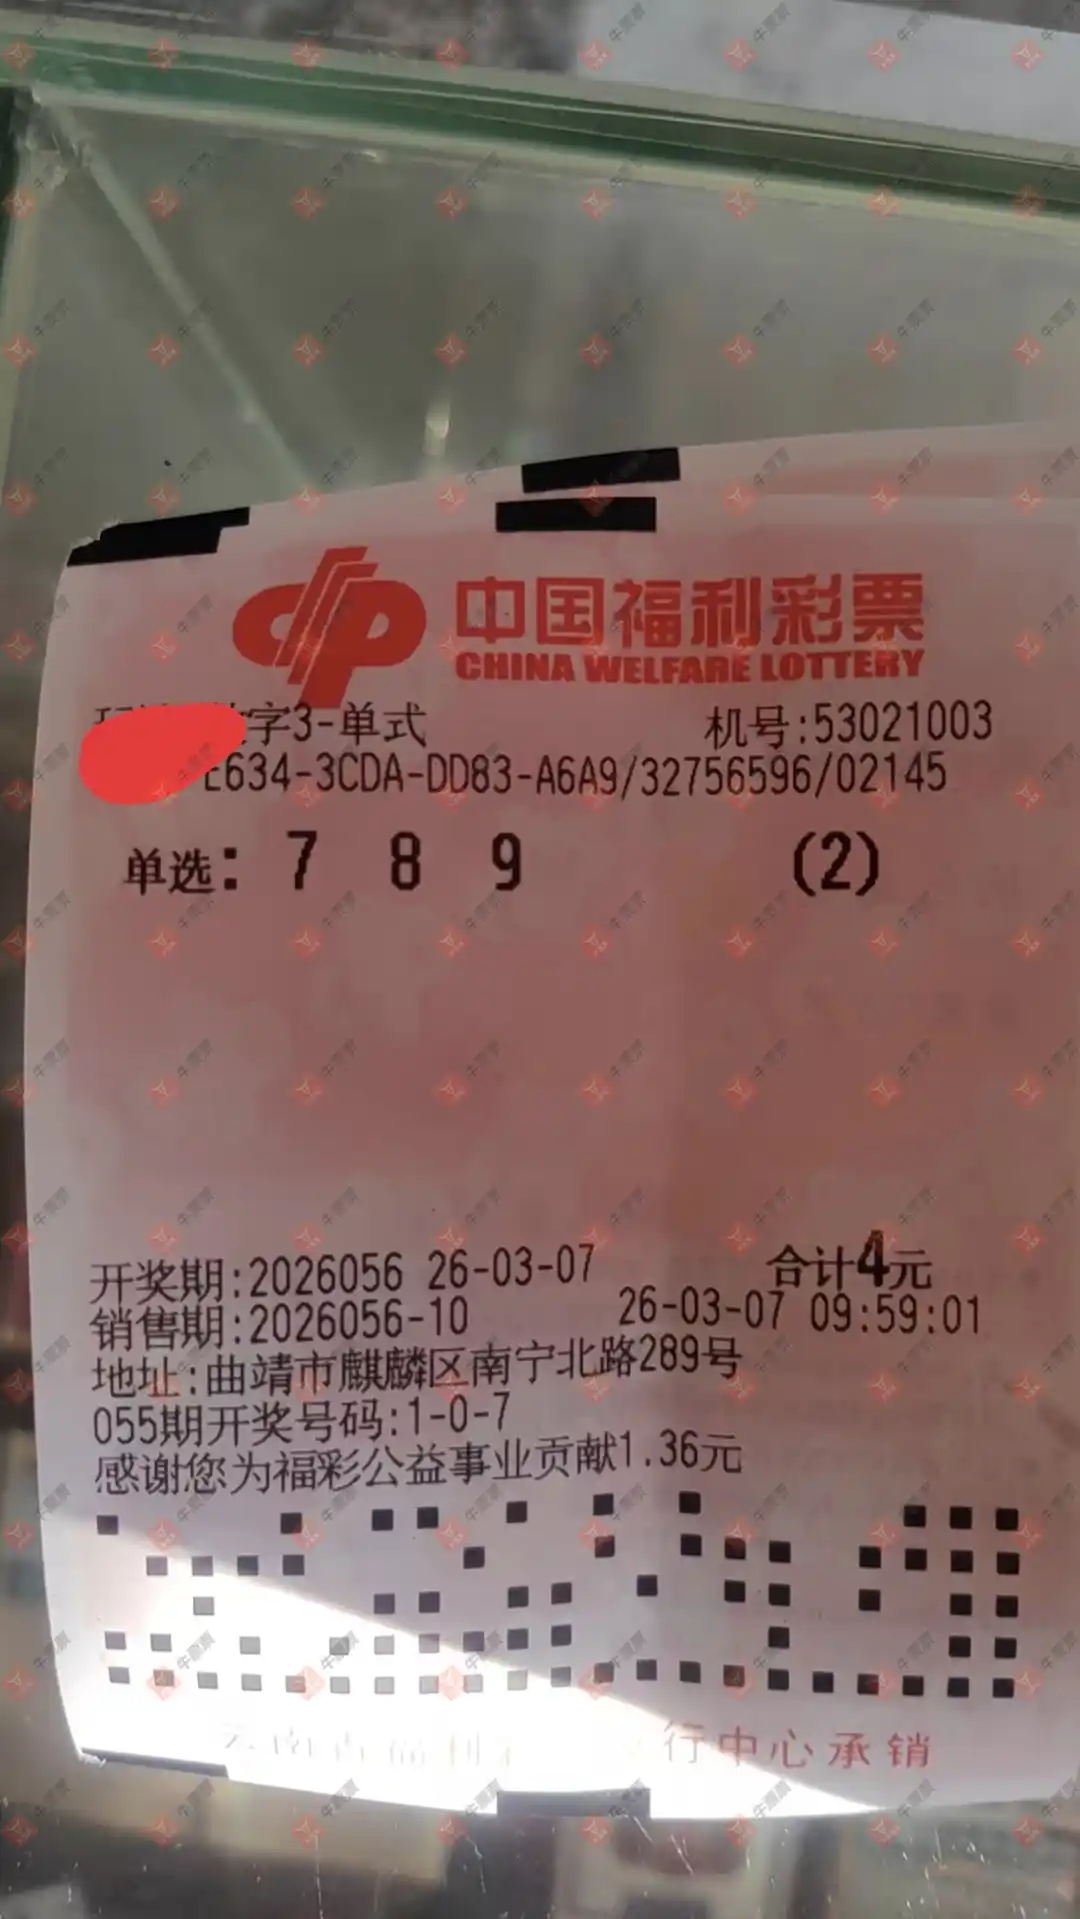 中国福利彩票
CHINA WELFARE LOTTERY
字3-单式 机号:53021003
E634-3CDA-DD83-A6A9/32756596/02145
单选: 7 8 9 (2)
开奖期:2026056 26-03-07 合计4元
销售期:2026056-10 26-03-07 09:59:01
地址:曲靖市麒麟区南宁北路289号
055期开奖号码:1-0-7
感谢您为福彩公益事业贡献1.36元
云南省福利 行中心承销